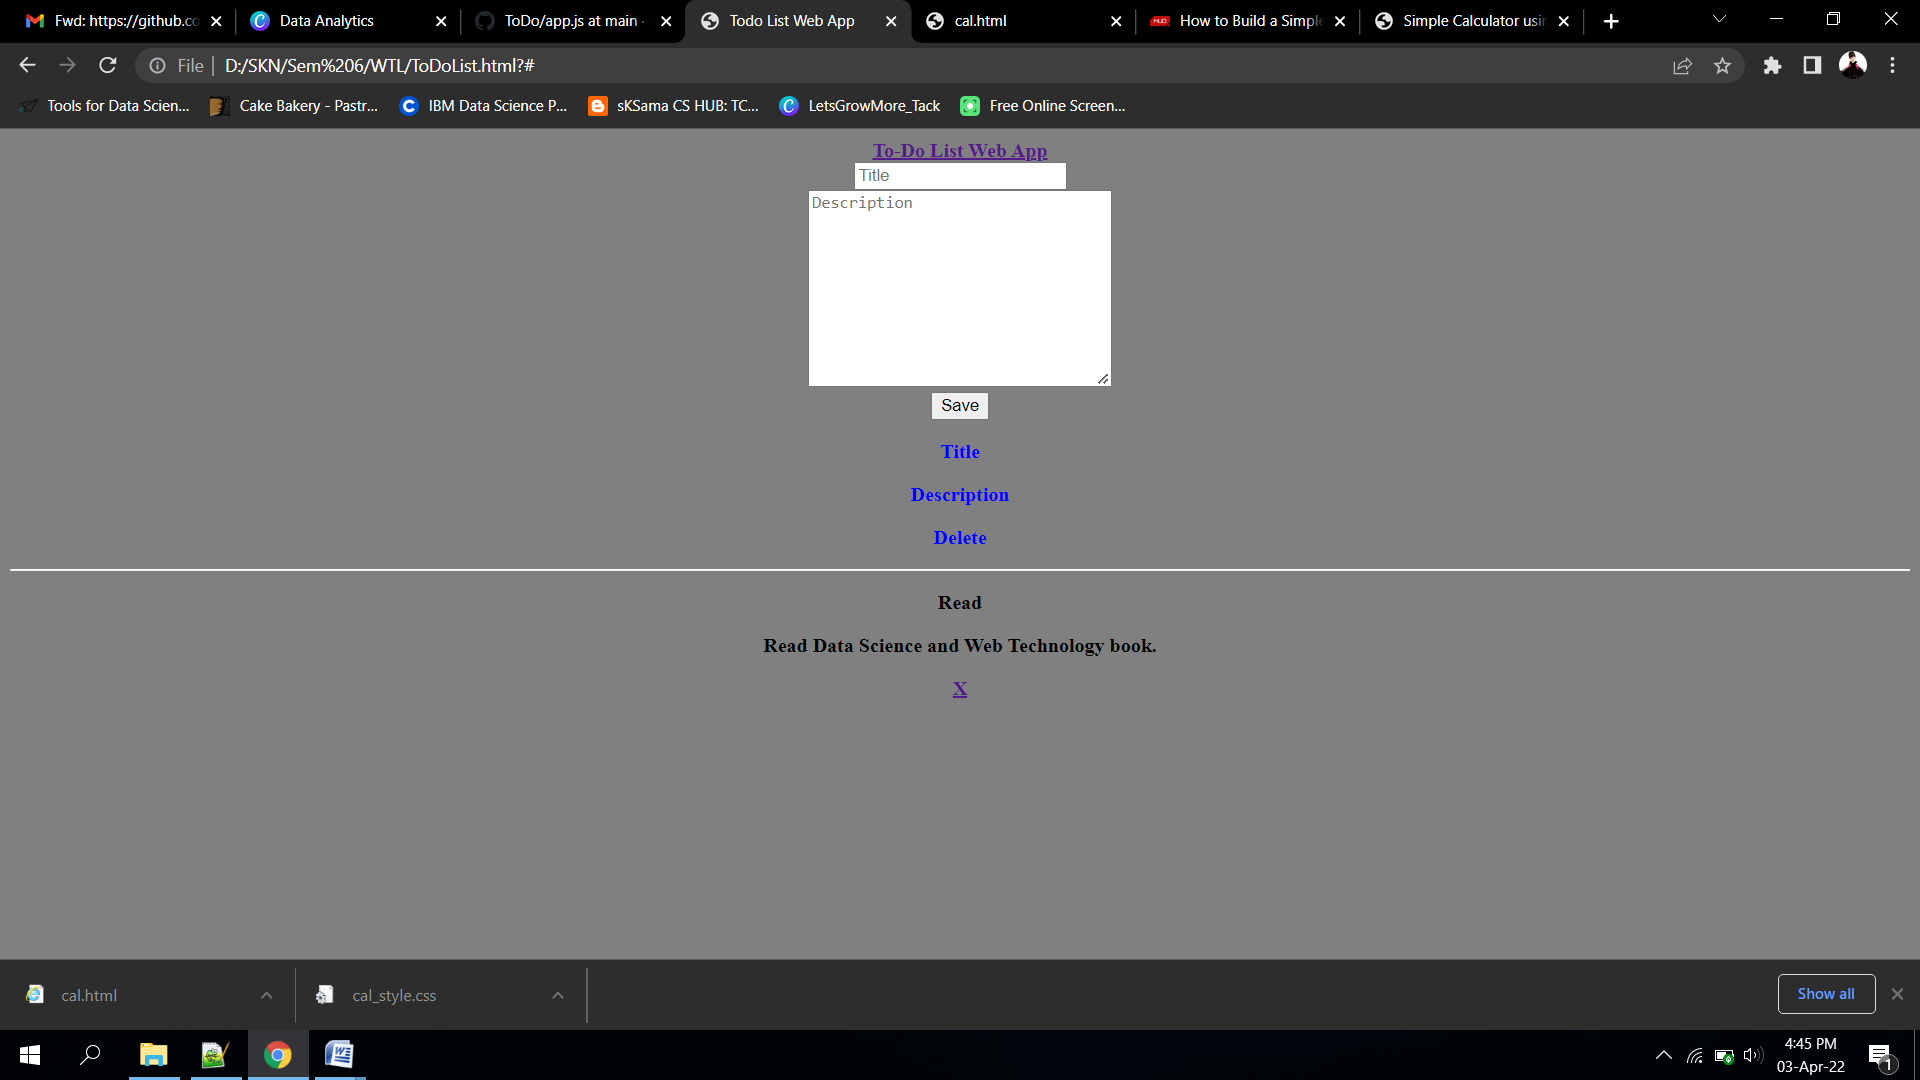 Fwd: https://github.co
Data Analytics
ToDo/app.js at main ·
Todo List Web App
cal.html
HUD
How to Build a Simple
Simple Calculator usin
File
D:/SKN/Sem%206/WTL/ToDoList.html?#
Tools for Data Scien...
Cake Bakery - Pastr...
IBM Data Science P...
sKSama CS HUB: TC...
LetsGrowMore_Tack
Free Online Screen...
To-Do List Web App
Title
Description
Save
Title
Description
Delete
Read
Read Data Science and Web Technology book.
X
cal.html
cal_style.css
Show all
4:45 PM
03-Apr-22
1